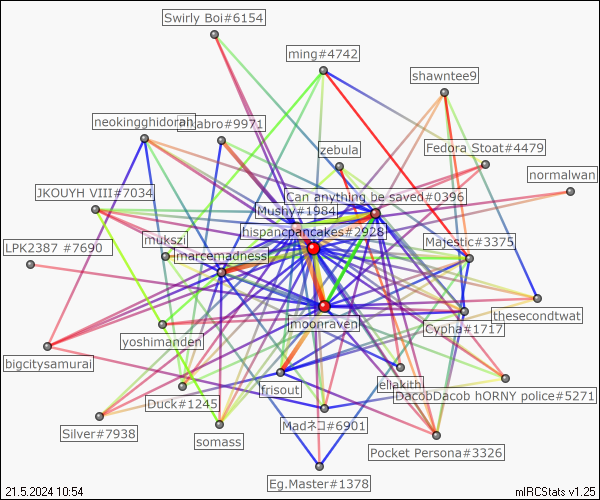 Swirly Boi#6154
ming#4742
shawntee9
neokingghidorah
abro#9971
zebula
Fedora Stoat#4479
normalwan
JKOUYH VIII#7034
Can anything be saved#0396
Mushy#1984
hispancpancakes#2928
mukszi
Majestic#3375
LPK2387 #7690
marcemadness
thesecondtwat
moonraven
Cypha#1717
yoshimanden
bigcitysamurai
frisout
eliakith
DacobDacob hORNY police#5271
Duck#1245
Madネコ#6901
Silver#7938
somass
Pocket Persona#3326
Eg.Master#1378
21.5.2024 10:54
mIRCStats v1.25